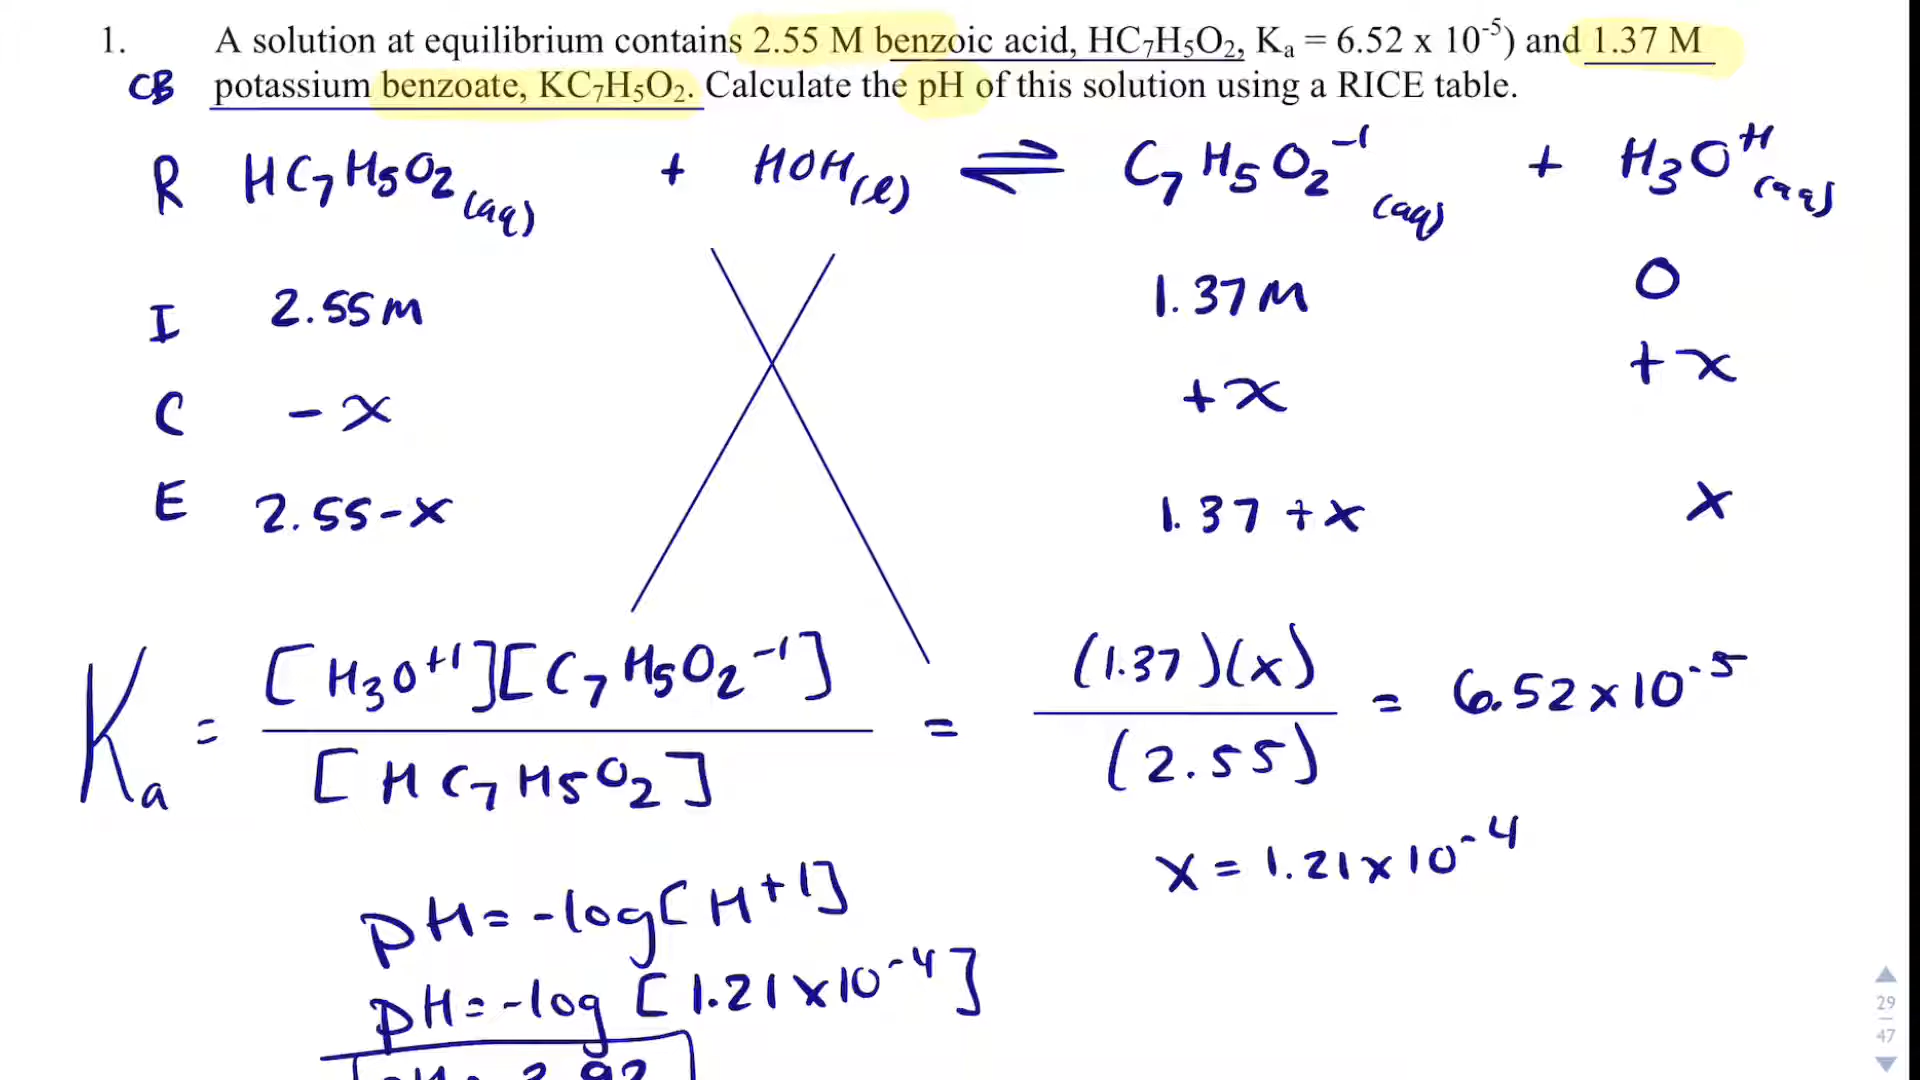 1. A solution at equilibrium contains 2.55 M benzoic acid, HC₇H₅O₂, Kₐ = 6.52 x 10⁻⁵) and 1.37 M
CB potassium benzoate, KC₇H₅O₂. Calculate the pH of this solution using a RICE table.
R HC₇H₅O₂(aq) + HOH(l) ⇌ C₇H₅O₂⁻¹(aq) + H₃O⁺¹(aq)
I 2.55M 1.37M 0
C -x +x +x
E 2.55-x 1.37+x x
Kₐ = [H₃O⁺¹][C₇H₅O₂⁻¹] / [HC₇H₅O₂] = (1.37)(x) / (2.55) = 6.52x10⁻⁵
x = 1.21x10⁻⁴
pH = -log[H⁺¹]
pH = -log[1.21x10⁻⁴]
29
47